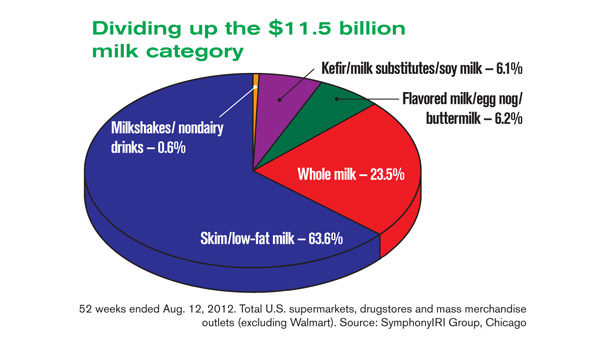 Dividing up the $11.5 billion
milk category
Kefir/milk substitutes/soy milk – 6.1%
Flavored milk/egg nog/
buttermilk – 6.2%
Milkshakes/ nondairy
drinks – 0.6%
Whole milk – 23.5%
Skim/low-fat milk – 63.6%
52 weeks ended Aug. 12, 2012. Total U.S. supermarkets, drugstores and mass merchandise
outlets (excluding Walmart). Source: SymphonyIRI Group, Chicago